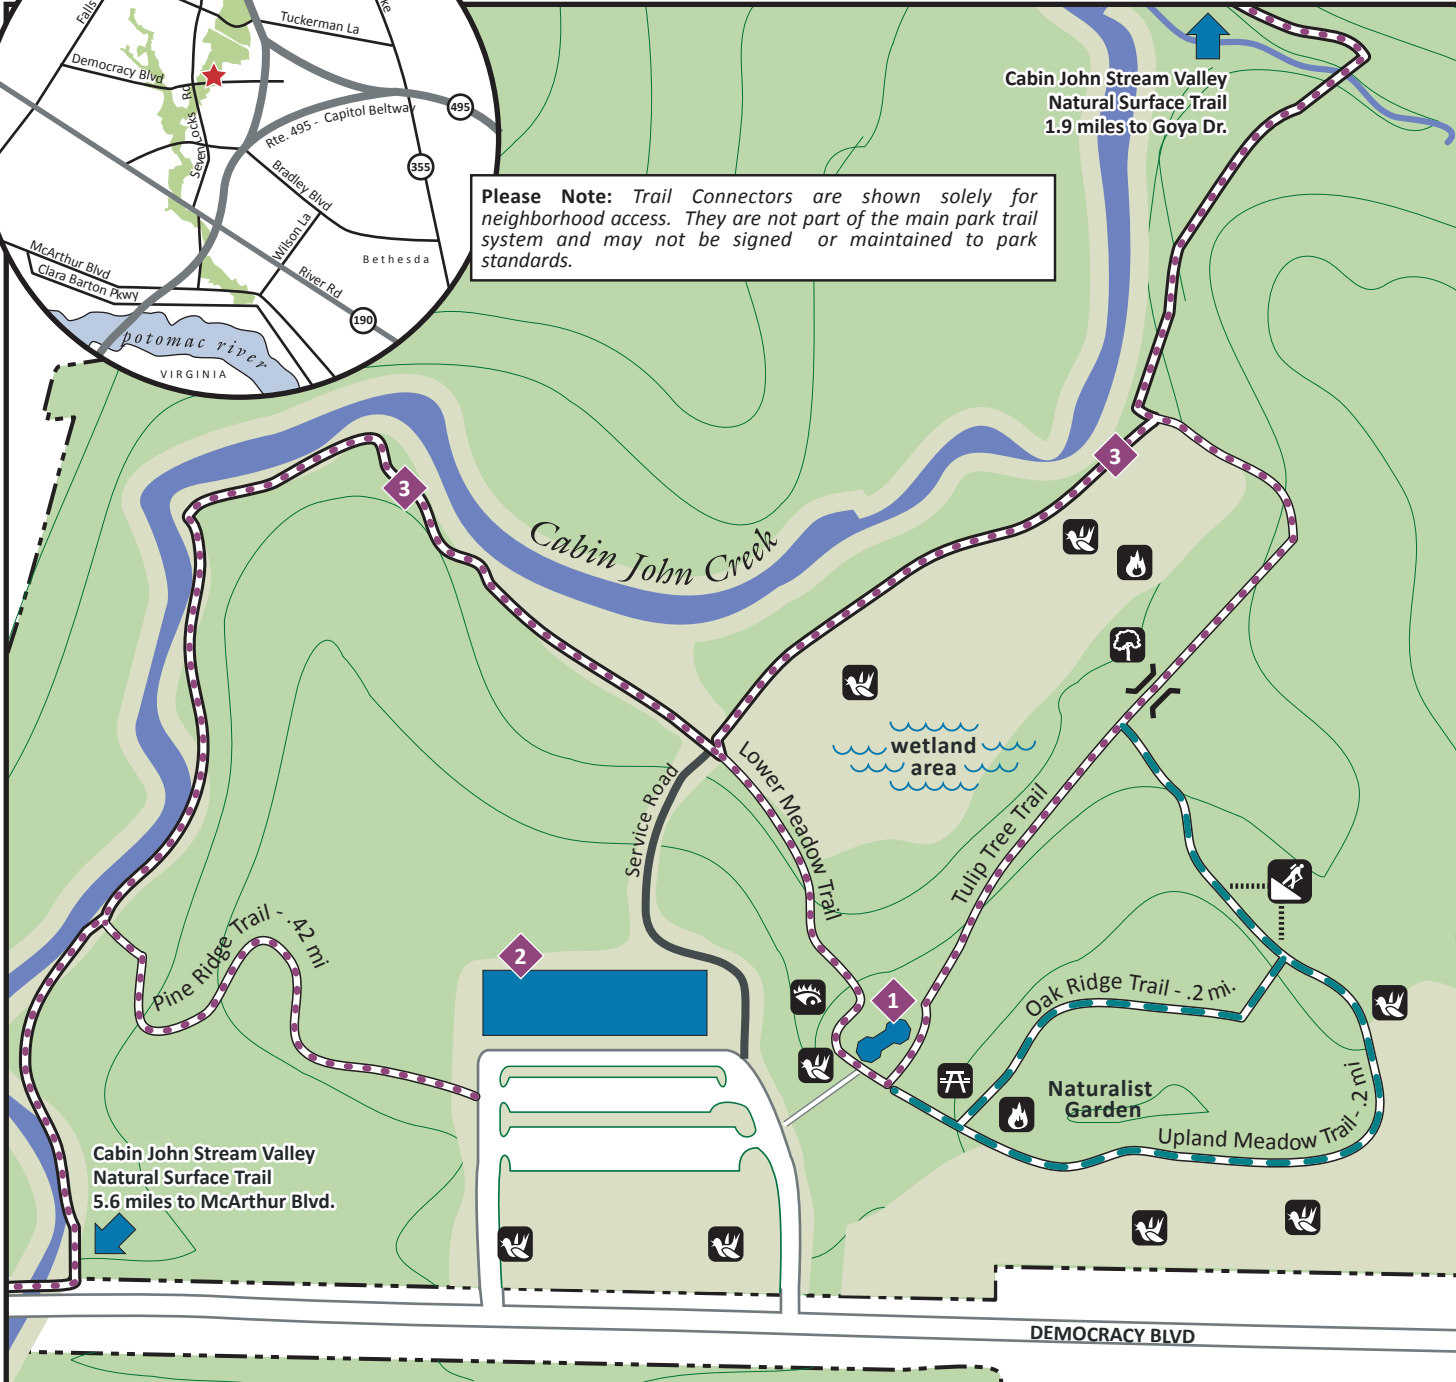 Falls
Tuckerman La
ke
Democracy Blvd
Seven Locks Rd
Rte. 495 - Capitol Beltway
495
355
Bradley Blvd
Wilson La
Bethesda
McArthur Blvd
Clara Barton Pkwy
River Rd
190
potomac river
VIRGINIA
Cabin John Stream Valley
Natural Surface Trail
1.9 miles to Goya Dr.
Please Note: Trail Connectors are shown solely for
neighborhood access. They are not part of the main park trail
system and may not be signed or maintained to park
standards.
3
3
Cabin John Creek
wetland
area
Lower Meadow Trail
Service Road
Tulip Tree Trail
Pine Ridge Trail - .42 mi
2
1
Oak Ridge Trail - .2 mi.
Naturalist
Garden
Upland Meadow Trail - .2 mi
Cabin John Stream Valley
Natural Surface Trail
5.6 miles to McArthur Blvd.
DEMOCRACY BLVD